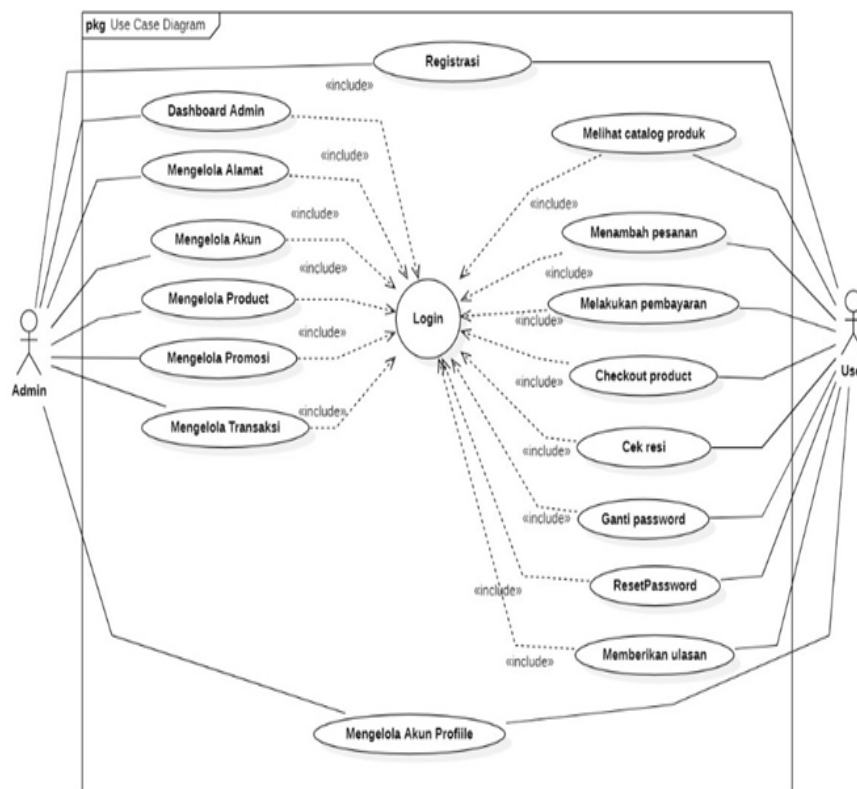 pkg Use Case Diagram
Registrasi
«include»
Dashboard Admin
Melihat catalog produk
«include»
Mengelola Alamat
«include»
«include»
Menambah pesanan
Mengelola Akun
«include»
«include»
Mengelola Product
Melakukan pembayaran
Login
«include»
«include»
Mengelola Promosi
Admin
Use
Checkout product
«include»
«include»
Mengelola Transaksi
Cek resi
«include»
Ganti password
«include»
ResetPassword
«include»
Memberikan ulasan
«include»
Mengelola Akun Profiile